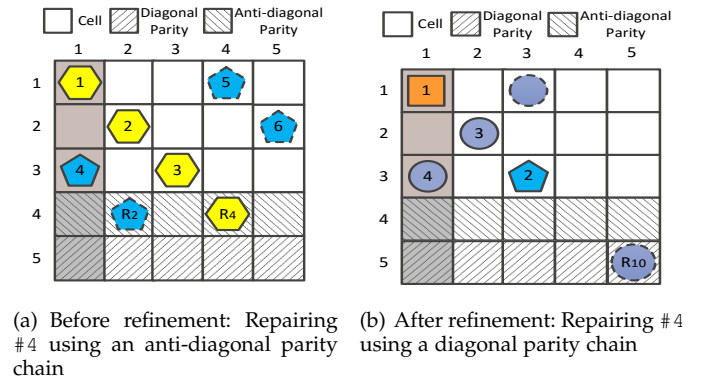 Cell Diagonal Parity Anti-diagonal Parity
1 2 3 4 5
1 1 5
2 2 6
3 4 3
4 R2 R4
5
(a) Before refinement: Repairing
#4 using an anti-diagonal parity
chain
Cell Diagonal Parity Anti-diagonal Parity
1 2 3 4 5
1 1
2 3
3 4 2
4
5 R10
(b) After refinement: Repairing #4
using a diagonal parity chain